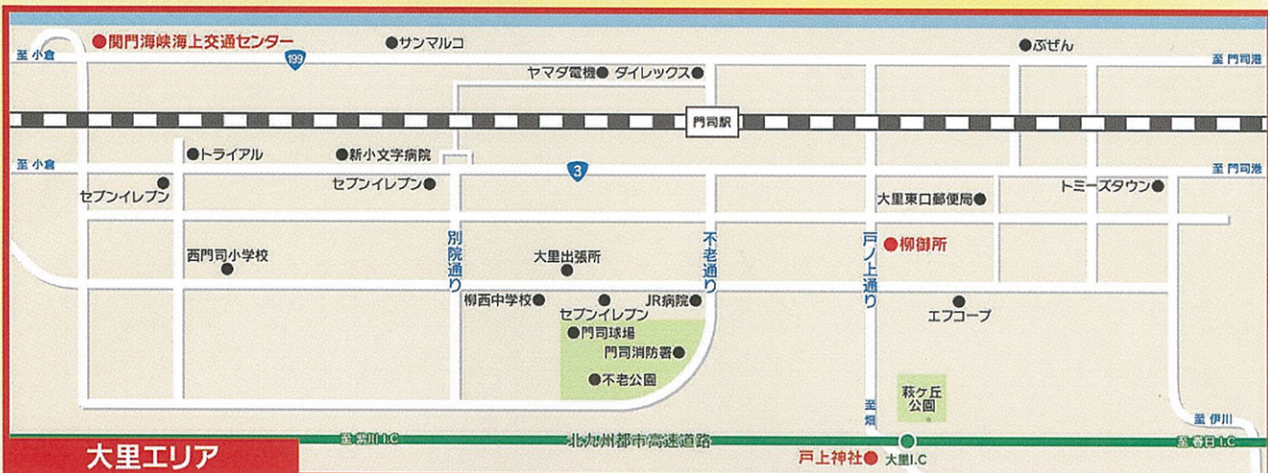 関門海峡海上交通センター
サンマルコ
ぶぜん
至 小倉
199
至 門司港
ヤマダ電機
ダイレックス
門司駅
トライアル
新小文字病院
至 小倉
3
至 門司港
セブンイレブン
セブンイレブン
大里東口郵便局
トミーズタウン
別院通り
不老通り
戸ノ上通り
柳御所
西門司小学校
大里出張所
柳西中学校
セブンイレブン
JR病院
エフコープ
門司球場
門司消防署
不老公園
萩ケ丘
公園
至 畑
至 伊川
至 紫川I.C
北九州都市高速道路
至 春日I.C
大里エリア
戸上神社
大里I.C